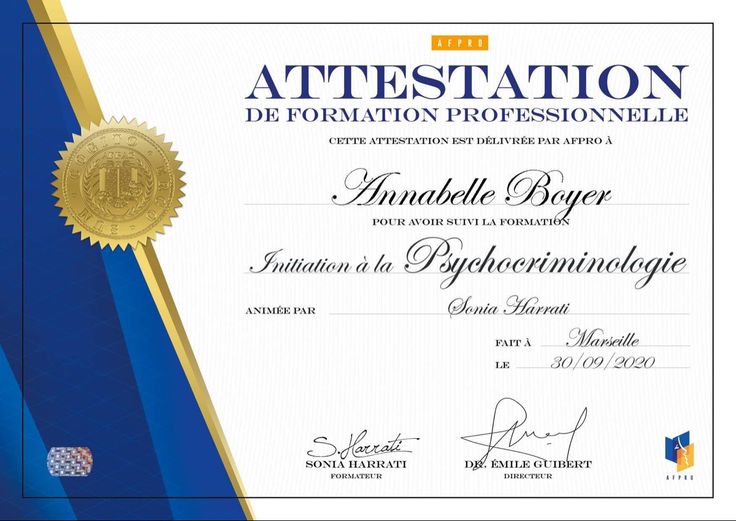 AFPRO
ATTESTATION
DE FORMATION PROFESSIONNELLE
CETTE ATTESTATION EST DÉLIVRÉE PAR AFPRO À
Annabelle Boyer
POUR AVOIR SUIVI LA FORMATION
Initiation à la Psychocriminologie
ANIMÉE PAR Sonia Harrati
FAIT À Marseille
LE 30/09/2020
S. Harrati
SONIA HARRATI
FORMATEUR
DR. ÉMILE GUIBERT
DIRECTEUR
AFPRO